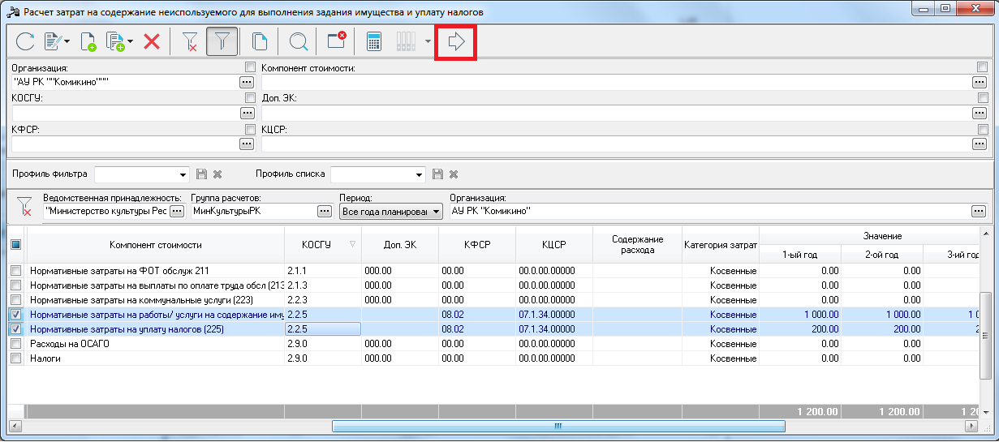 Расчет затрат на содержание неиспользуемого для выполнения задания имущества и уплату налогов
Организация: Компонент стоимости:
"АУ РК ""Комикино"""
КОСГУ: Доп. ЭК:
КФСР: КЦСР:
Профиль фильтра Профиль списка
Ведомственная принадлежность: Группа расчетов: Период: Организация:
"Министерство культуры Рес МинКультурыРК Все года планирован АУ РК "Комикино"
Компонент стоимости КОСГУ Доп. ЭК КФСР КЦСР Содержание расхода Категория затрат Значение
1-ый год 2-ой год 3-ий год
Нормативные затраты на ФОТ обслуж 211 2.1.1 000.00 00.00 00.0.00.00000 Косвенные 0.00 0.00
Нормативные затраты на выплаты по оплате труда обсл (213 2.1.3 000.00 00.00 00.0.00.00000 Косвенные 0.00 0.00
Нормативные затраты на коммунальные услуги (223) 2.2.3 000.00 00.00 00.0.00.00000 Косвенные 0.00 0.00
Нормативные затраты на работы/ услуги на содержание иму 2.2.5 08.02 07.1.34.00000 Косвенные 1 000.00 1 000.00 1 0
Нормативные затраты на уплату налогов (225) 2.2.5 08.02 07.1.34.00000 Косвенные 200.00 200.00 2
Расходы на ОСАГО 2.9.0 000.00 00.00 00.0.00.00000 Косвенные 0.00 0.00
Налоги 2.9.0 000.00 00.00 00.0.00.00000 Косвенные 0.00 0.00
1 200.00 1 200.00 1 20